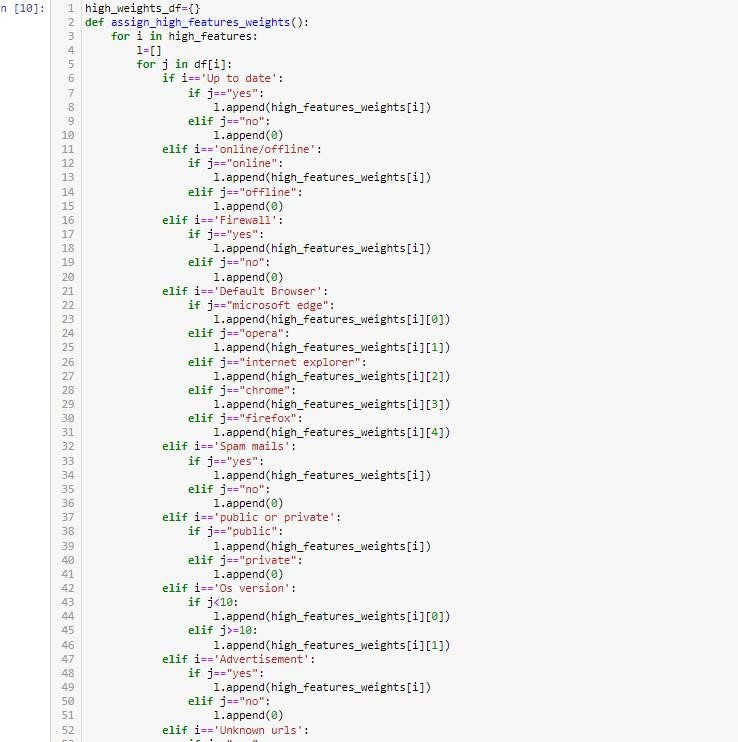 n [10]:
1 high_weights_df={}
2 def assign_high_features_weights():
3     for i in high_features:
4         l=[]
5         for j in df[i]:
6             if i=='Up to date':
7                 if j=="yes":
8                     l.append(high_features_weights[i])
9                 elif j=="no":
10                     l.append(0)
11             elif i=='online/offline':
12                 if j=="online":
13                     l.append(high_features_weights[i])
14                 elif j=="offline":
15                     l.append(0)
16             elif i=='Firewall':
17                 if j=="yes":
18                     l.append(high_features_weights[i])
19                 elif j=="no":
20                     l.append(0)
21             elif i=='Default Browser':
22                 if j=="microsoft edge":
23                     l.append(high_features_weights[i][0])
24                 elif j=="opera":
25                     l.append(high_features_weights[i][1])
26                 elif j=="internet explorer":
27                     l.append(high_features_weights[i][2])
28                 elif j=="chrome":
29                     l.append(high_features_weights[i][3])
30                 elif j=="firefox":
31                     l.append(high_features_weights[i][4])
32             elif i=='Spam mails':
33                 if j=="yes":
34                     l.append(high_features_weights[i])
35                 elif j=="no":
36                     l.append(0)
37             elif i=='public or private':
38                 if j=="public":
39                     l.append(high_features_weights[i])
40                 elif j=="private":
41                     l.append(0)
42             elif i=='Os version':
43                 if j<10:
44                     l.append(high_features_weights[i][0])
45                 elif j>=10:
46                     l.append(high_features_weights[i][1])
47             elif i=='Advertisement':
48                 if j=="yes":
49                     l.append(high_features_weights[i])
50                 elif j=="no":
51                     l.append(0)
52             elif i=='Unknown urls':